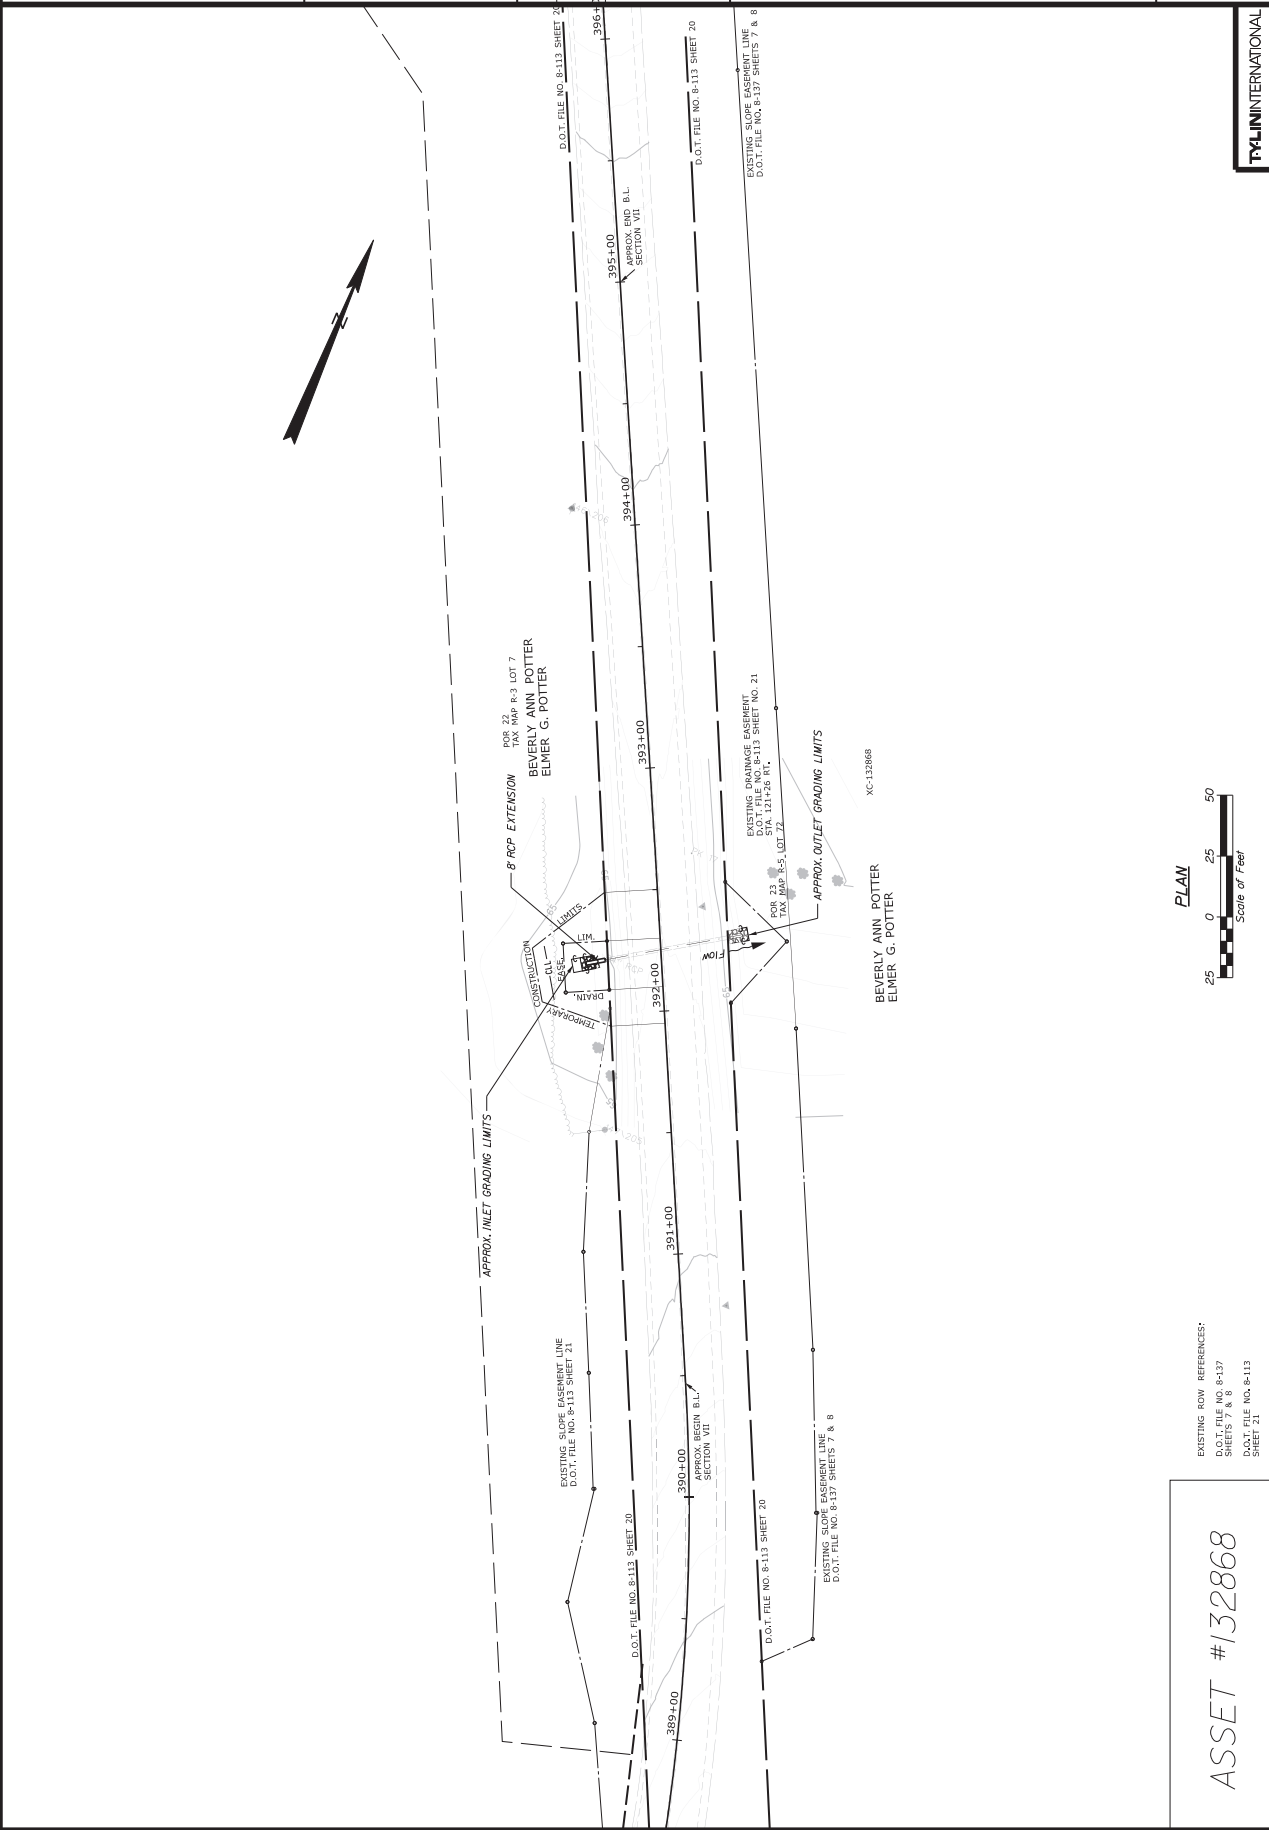 TYLININTERNATIONAL
D.O.T. FILE NO. 8-113 SHEET 20
396+
D.O.T. FILE NO. 8-113 SHEET 20
EXISTING SLOPE EASEMENT LINE
D.O.T. FILE NO. 8-137 SHEETS 7 & 8
N
395+00
APPROX. END B.L.
SECTION VII
394+00
POR 22
TAX MAP R-3 LOT 7
BEVERLY ANN POTTER
ELMER G. POTTER
8' RCP EXTENSION
393+00
EXISTING DRAINAGE EASEMENT
D.O.T. FILE NO. 8-113 SHEET NO. 21
STA. 121+26 RT.
POR 23
TAX MAP R-5 LOT 72
APPROX. OUTLET GRADING LIMITS
XC-132868
BEVERLY ANN POTTER
ELMER G. POTTER
TEMPORARY
CONSTRUCTION
LIMITS
CLL
DRAIN.
EASE.
LIM.
65
Flow
65
392+00
APPROX. INLET GRADING LIMITS
391+00
EXISTING SLOPE EASEMENT LINE
D.O.T. FILE NO. 8-113 SHEET 21
390+00
APPROX. BEGIN B.L.
SECTION VII
D.O.T. FILE NO. 8-113 SHEET 20
D.O.T. FILE NO. 8-113 SHEET 20
EXISTING SLOPE EASEMENT LINE
D.O.T. FILE NO. 8-137 SHEETS 7 & 8
389+00
PLAN
25 0 25 50
Scale of Feet
EXISTING ROW REFERENCES:
D.O.T. FILE NO. 8-137
SHEETS 7 & 8
D.O.T. FILE NO. 8-113
SHEET 21
ASSET #132868